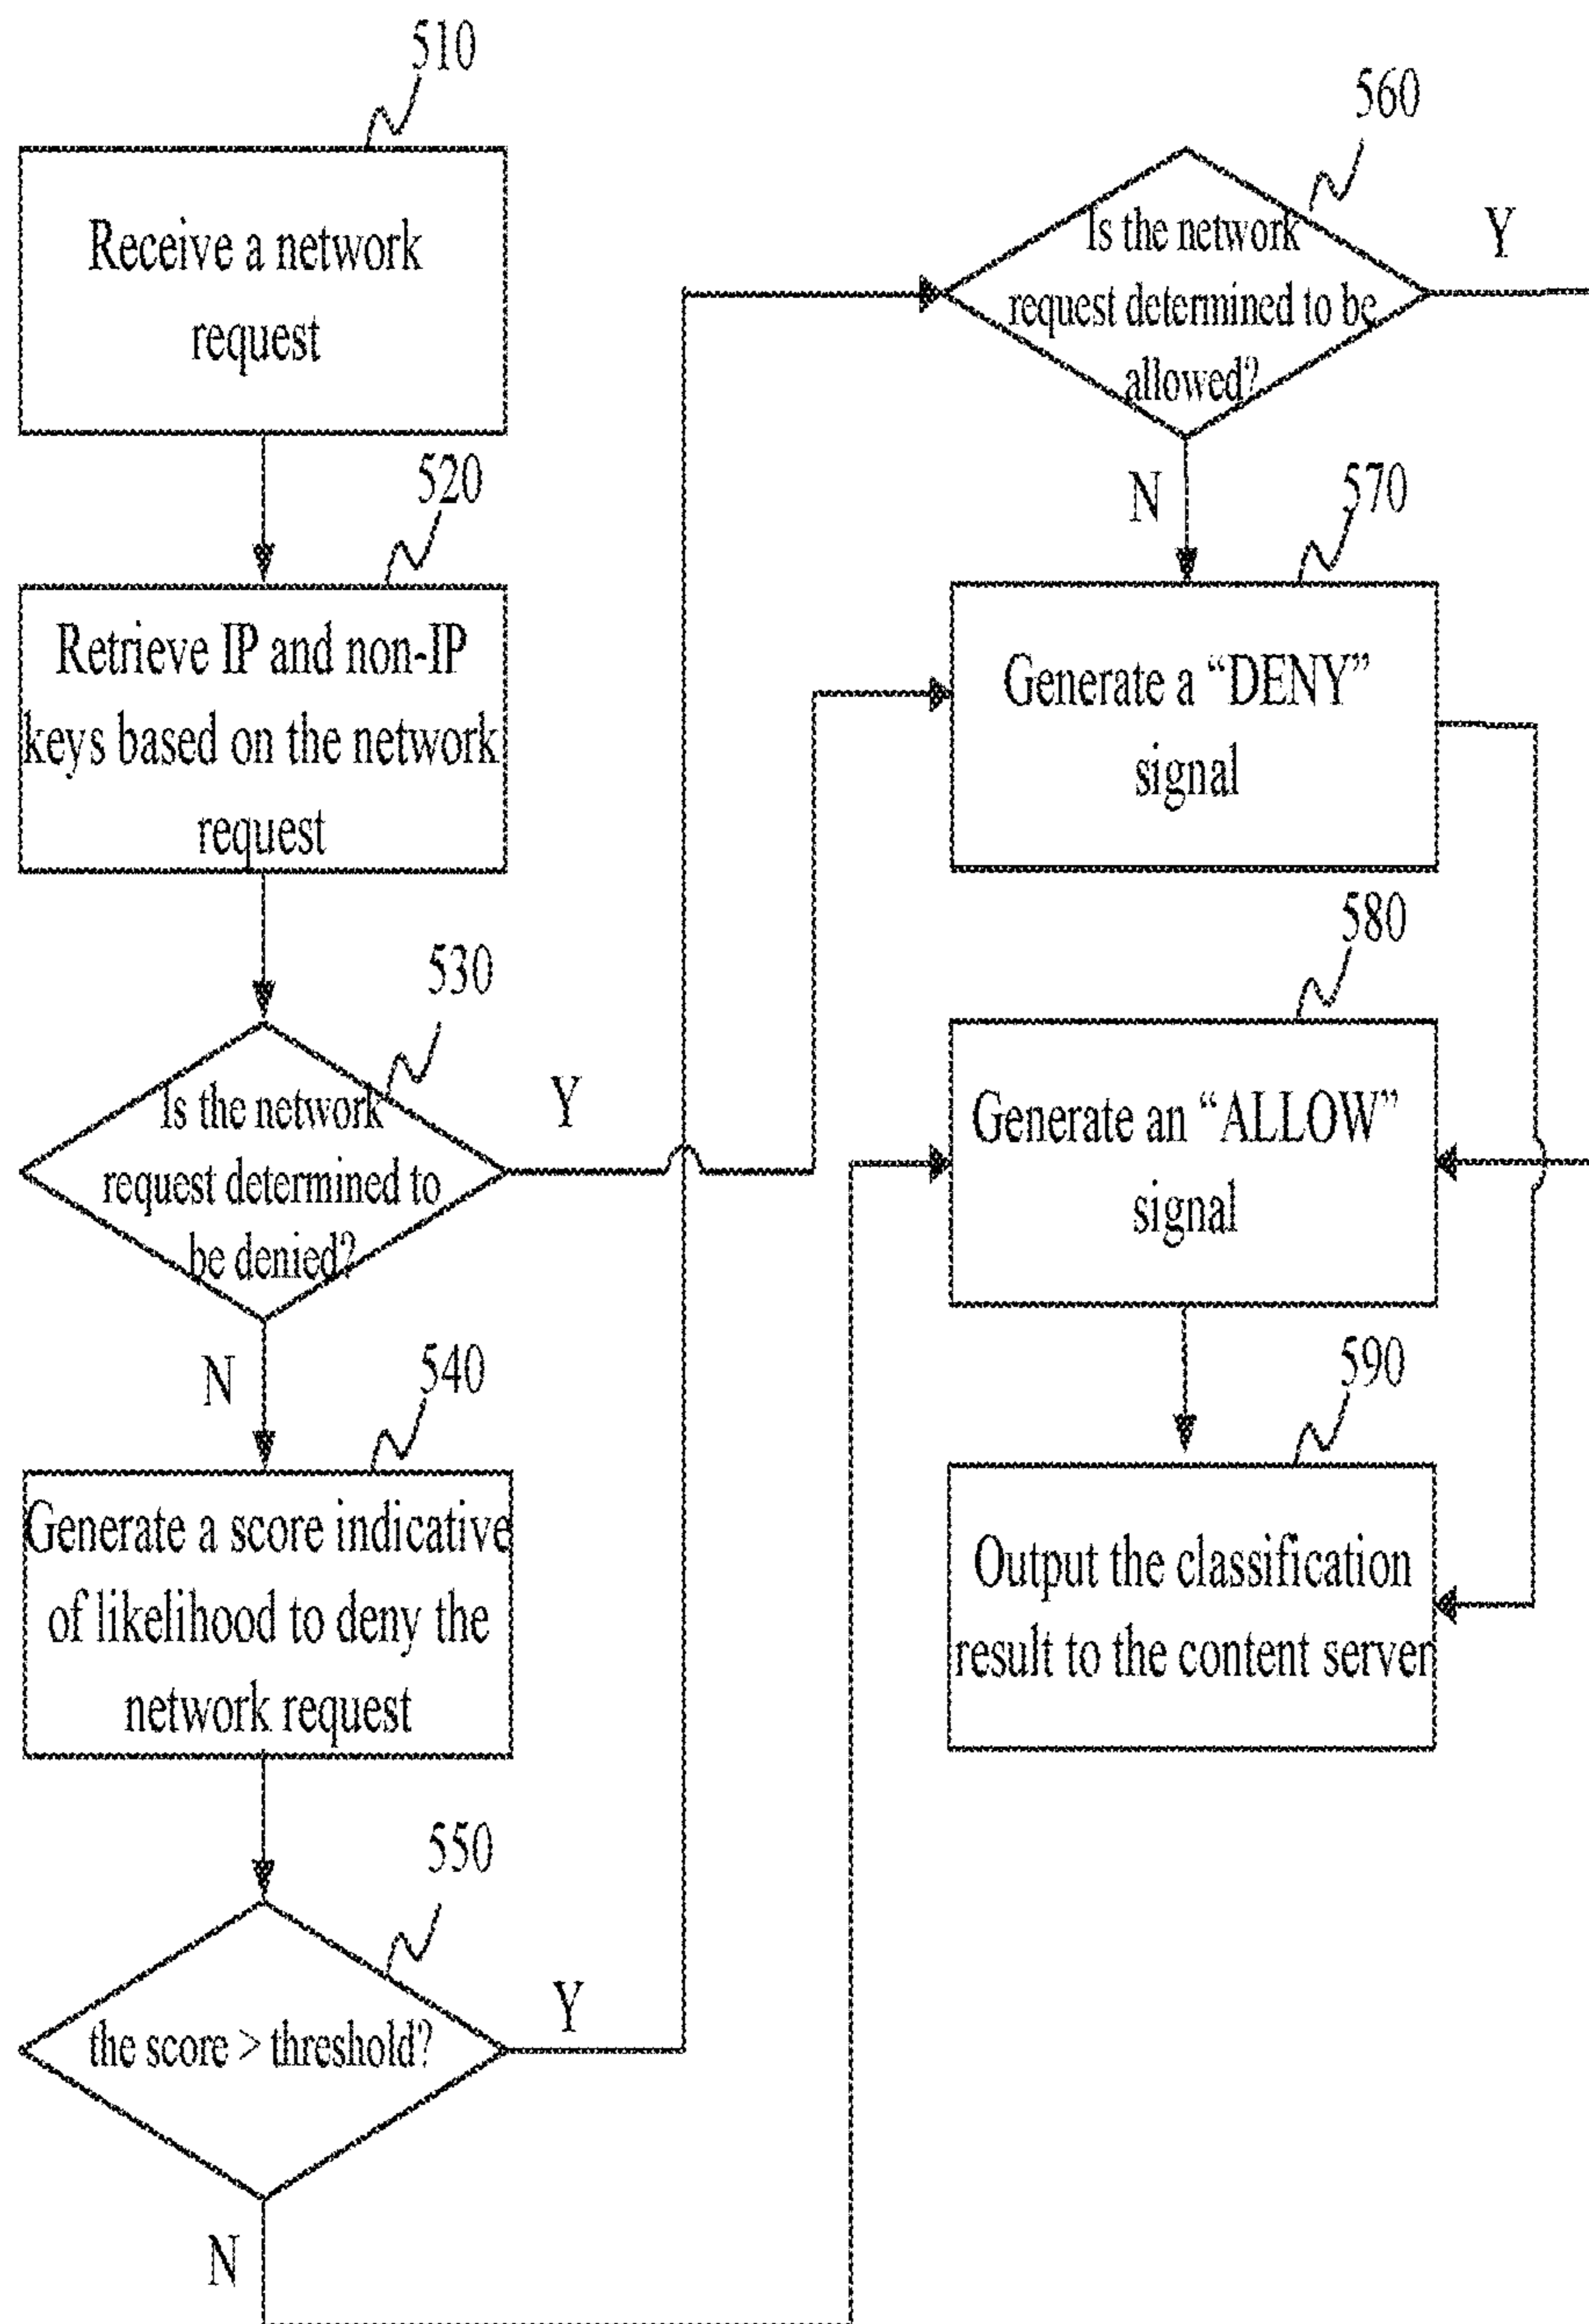 510
Receive a network
request
520
Retrieve IP and non-IP
keys based on the network
request
530
Is the network
request determined to
be denied?
Y
N
540
Generate a score indicative
of likelihood to deny the
network request
550
the score > threshold?
Y
N
560
Is the network
request determined to be
allowed?
Y
N
570
Generate a “DENY”
signal
580
Generate an “ALLOW”
signal
590
Output the classification
result to the content server